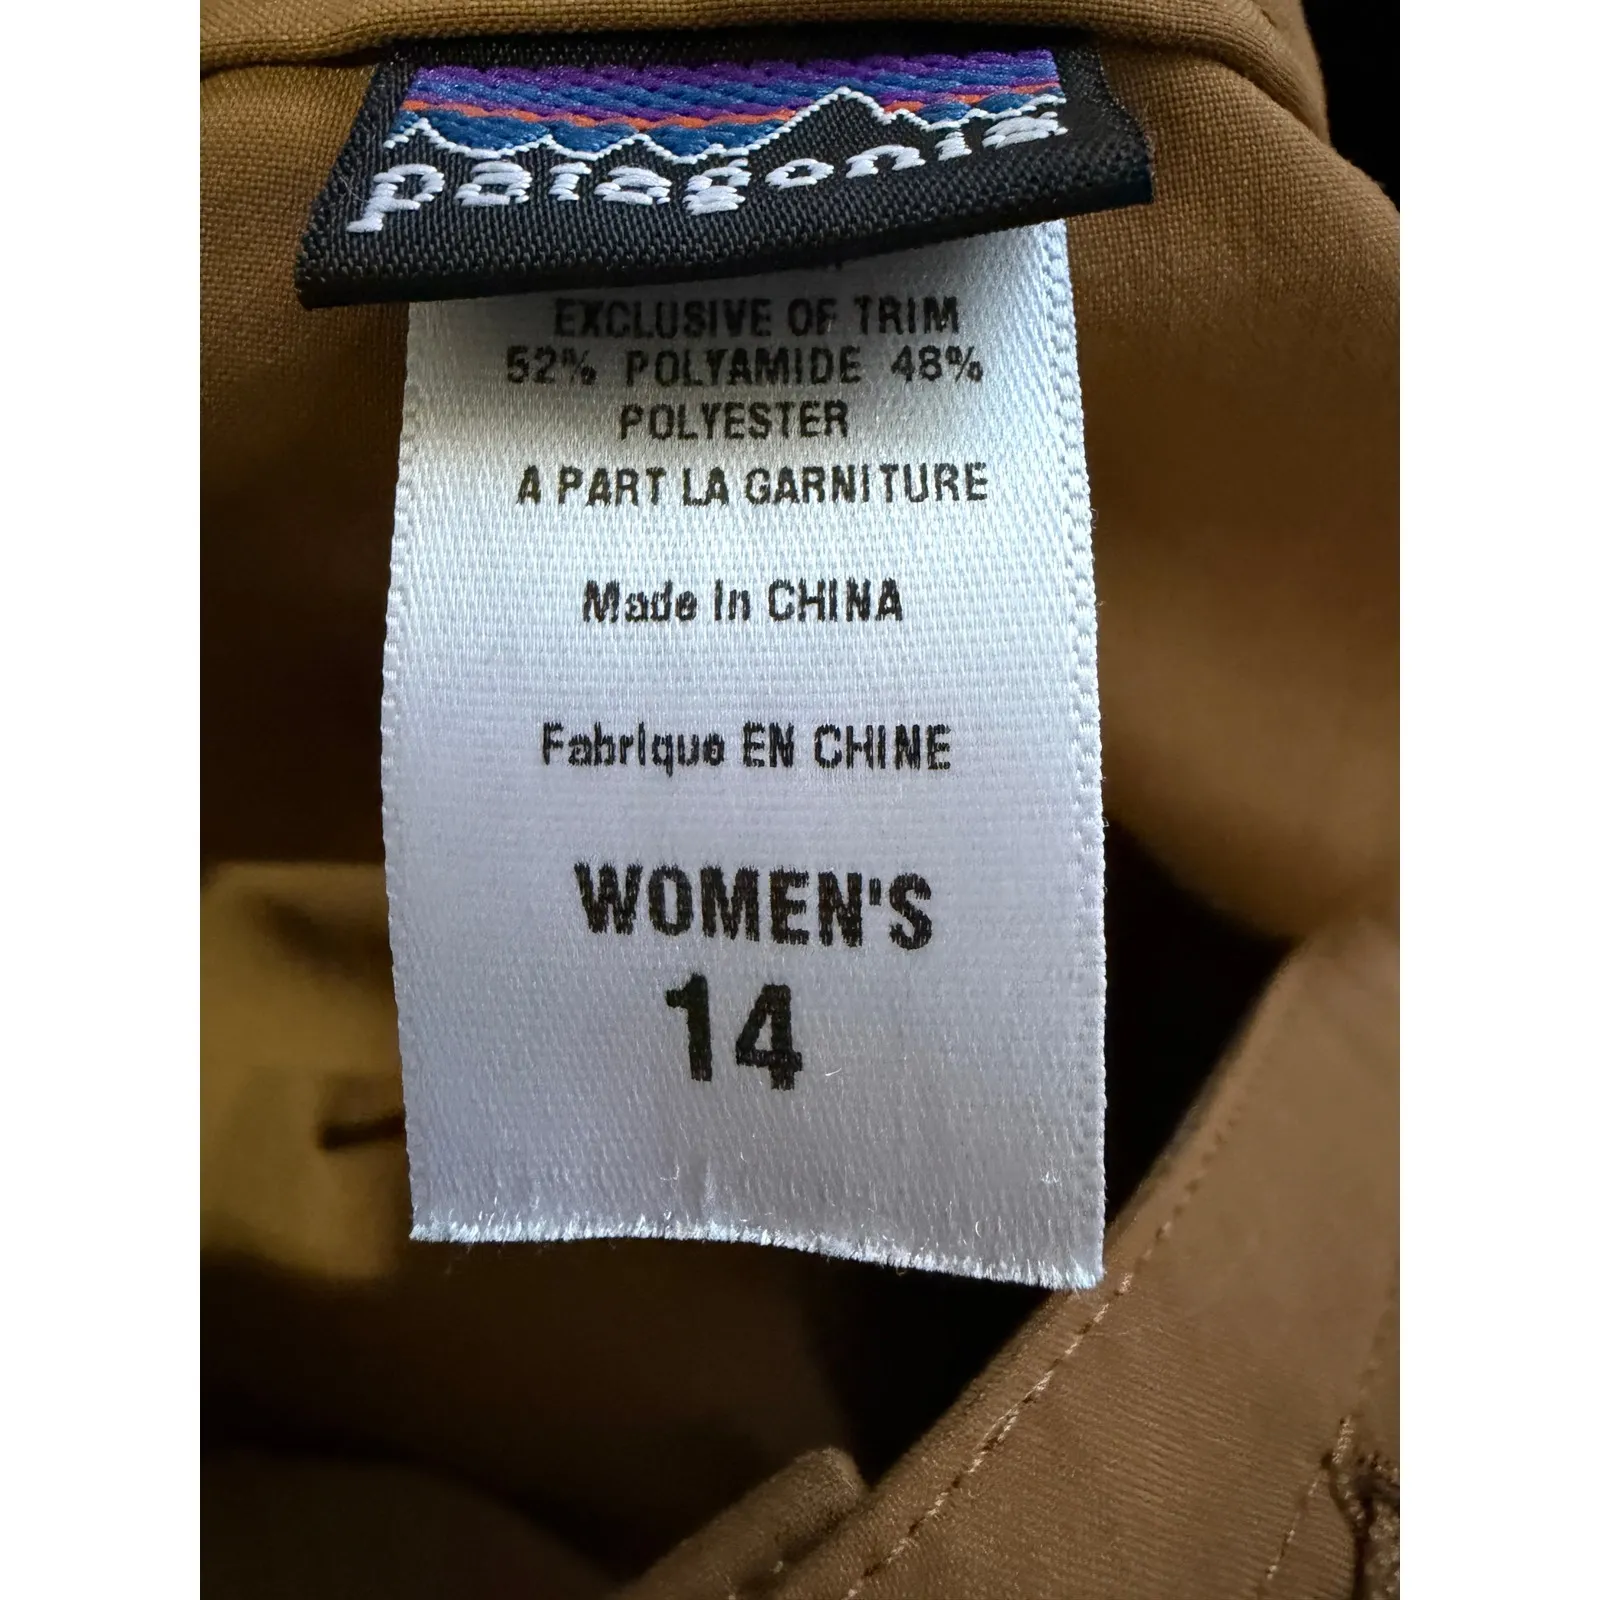 patagonia
EXCLUSIVE OF TRIM
52% POLYAMIDE 48%
POLYESTER
A PART LA GARNITURE
Made In CHINA
Fabrique EN CHINE
WOMEN'S
14